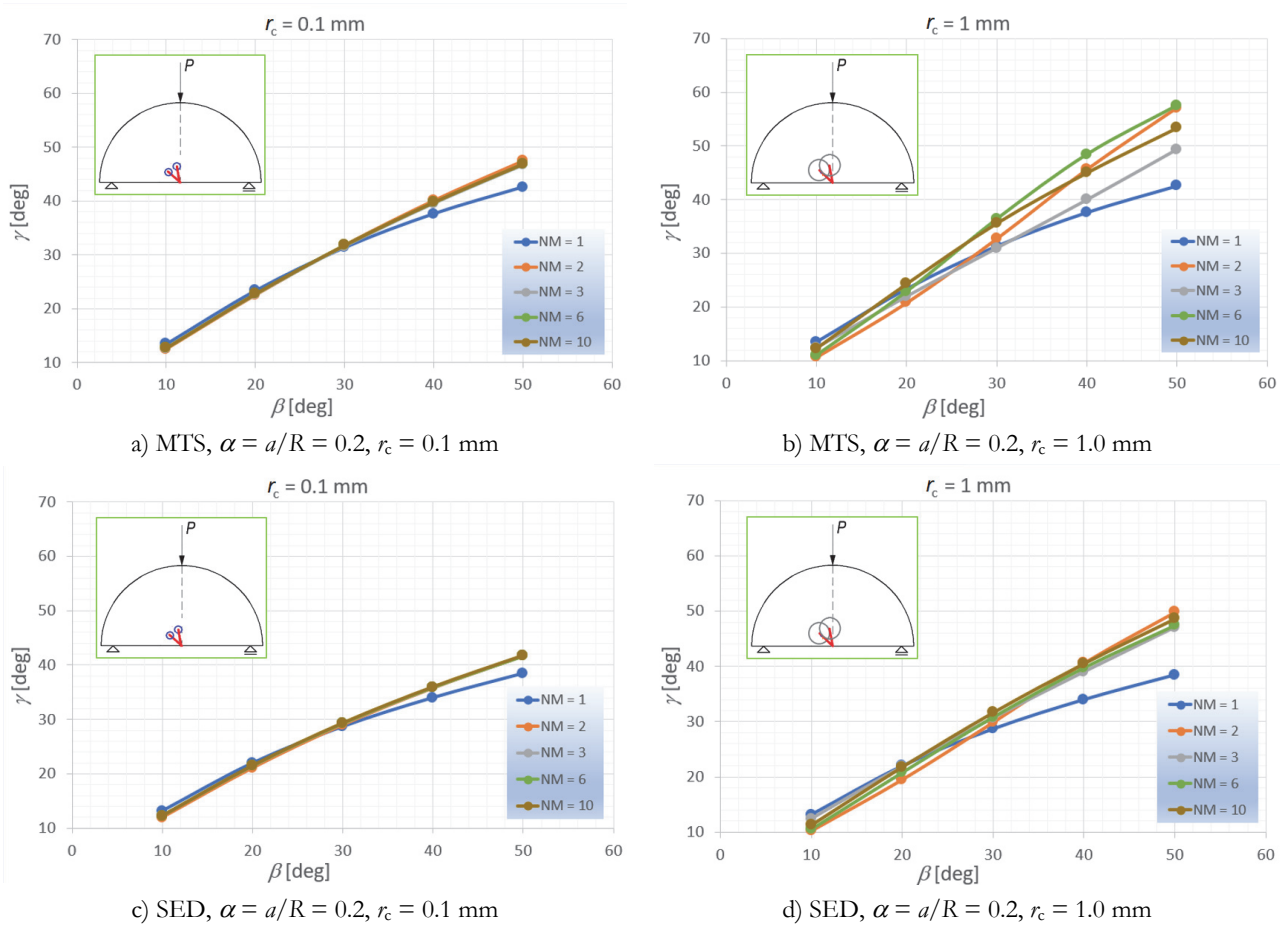 r_c = 0.1 mm
70
60
50
40
30
20
10
γ [deg]
P
NM = 1
NM = 2
NM = 3
NM = 6
NM = 10
0 10 20 30 40 50 60
β [deg]
a) MTS, α = a/R = 0.2, r_c = 0.1 mm
r_c = 1 mm
70
60
50
40
30
20
10
γ [deg]
P
NM = 1
NM = 2
NM = 3
NM = 6
NM = 10
0 10 20 30 40 50 60
β [deg]
b) MTS, α = a/R = 0.2, r_c = 1.0 mm
r_c = 0.1 mm
70
60
50
40
30
20
10
γ [deg]
P
NM = 1
NM = 2
NM = 3
NM = 6
NM = 10
0 10 20 30 40 50 60
β [deg]
c) SED, α = a/R = 0.2, r_c = 0.1 mm
r_c = 1 mm
70
60
50
40
30
20
10
γ [deg]
P
NM = 1
NM = 2
NM = 3
NM = 6
NM = 10
0 10 20 30 40 50 60
β [deg]
d) SED, α = a/R = 0.2, r_c = 1.0 mm